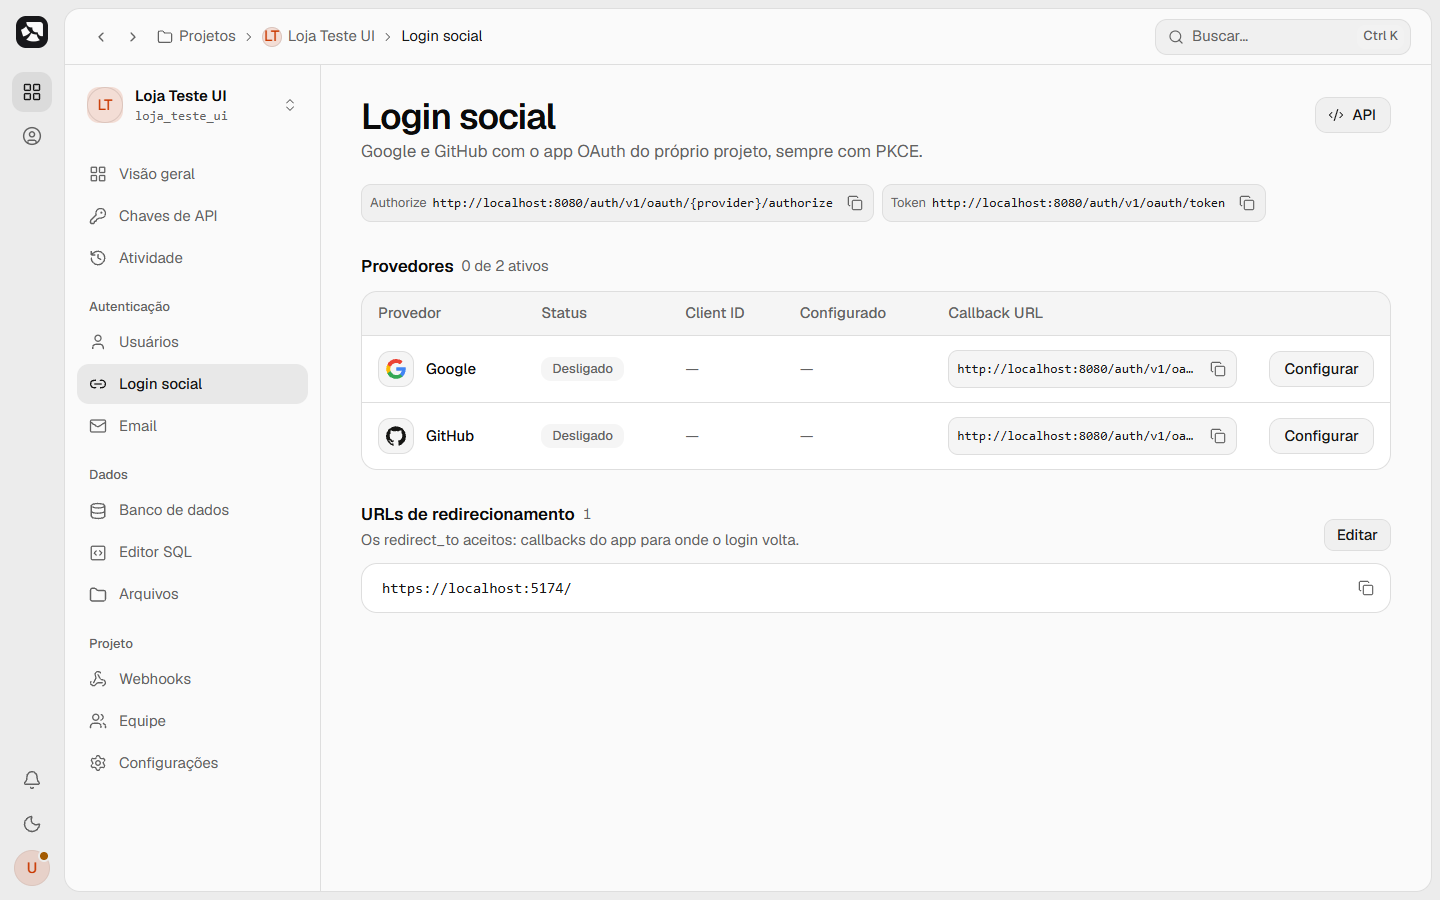 Projetos
LT Loja Teste UI
Login social
Buscar...
Ctrl K
LT
Loja Teste UI
loja_teste_ui
Visão geral
Chaves de API
Atividade
Autenticação
Usuários
Login social
Email
Dados
Banco de dados
Editor SQL
Arquivos
Projeto
Webhooks
Equipe
Configurações
U
Login social
API
Google e GitHub com o app OAuth do próprio projeto, sempre com PKCE.
Authorize http://localhost:8080/auth/v1/oauth/{provider}/authorize
Token http://localhost:8080/auth/v1/oauth/token
Provedores 0 de 2 ativos
Provedor Status Client ID Configurado Callback URL
Google Desligado — — http://localhost:8080/auth/v1/oa… Configurar
GitHub Desligado — — http://localhost:8080/auth/v1/oa… Configurar
URLs de redirecionamento 1
Os redirect_to aceitos: callbacks do app para onde o login volta.
Editar
https://localhost:5174/